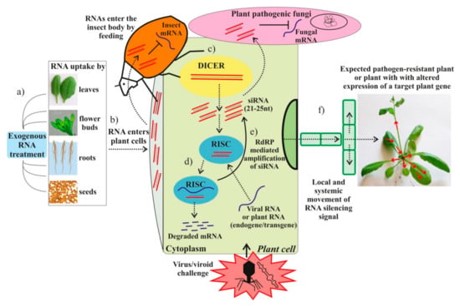 RNAs enter the
insect body by
feeding
Insect
mRNA
Plant pathogenic fungi
Fungal
mRNA
RNA uptake by
a)
leaves
flower
buds
roots
seeds
Exogenous
RNA
treatment
b)
RNA enters
plant cells
c)
DICER
siRNA
(21-25nt)
RISC
e)
RdRP
mediated
amplification
of siRNA
d)
RISC
Viral RNA
or plant RNA
(endogene/transgene)
Degraded mRNA
Cytoplasm
Plant cell
Virus/viroid
challenge
f)
Local and
systemic
movement of
RNA silencing
signal
Expected pathogen-resistant plant
or plant with with altered
expression of a target plant gene